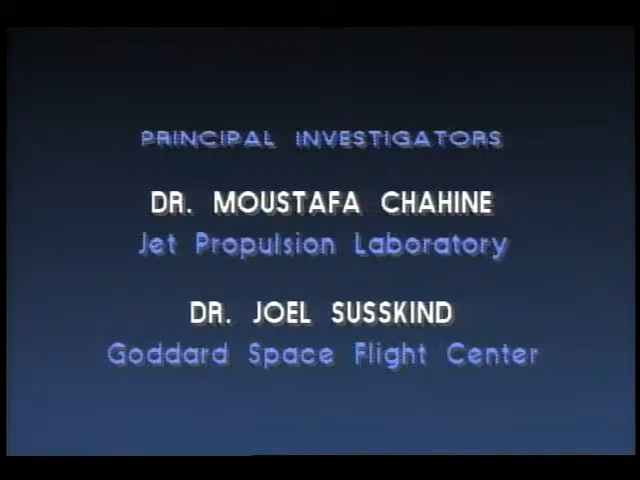 PRINCIPAL INVESTIGATORS
DR. MOUSTAFA CHAHINE
Jet Propulsion Laboratory
DR. JOEL SUSSKIND
Goddard Space Flight Center